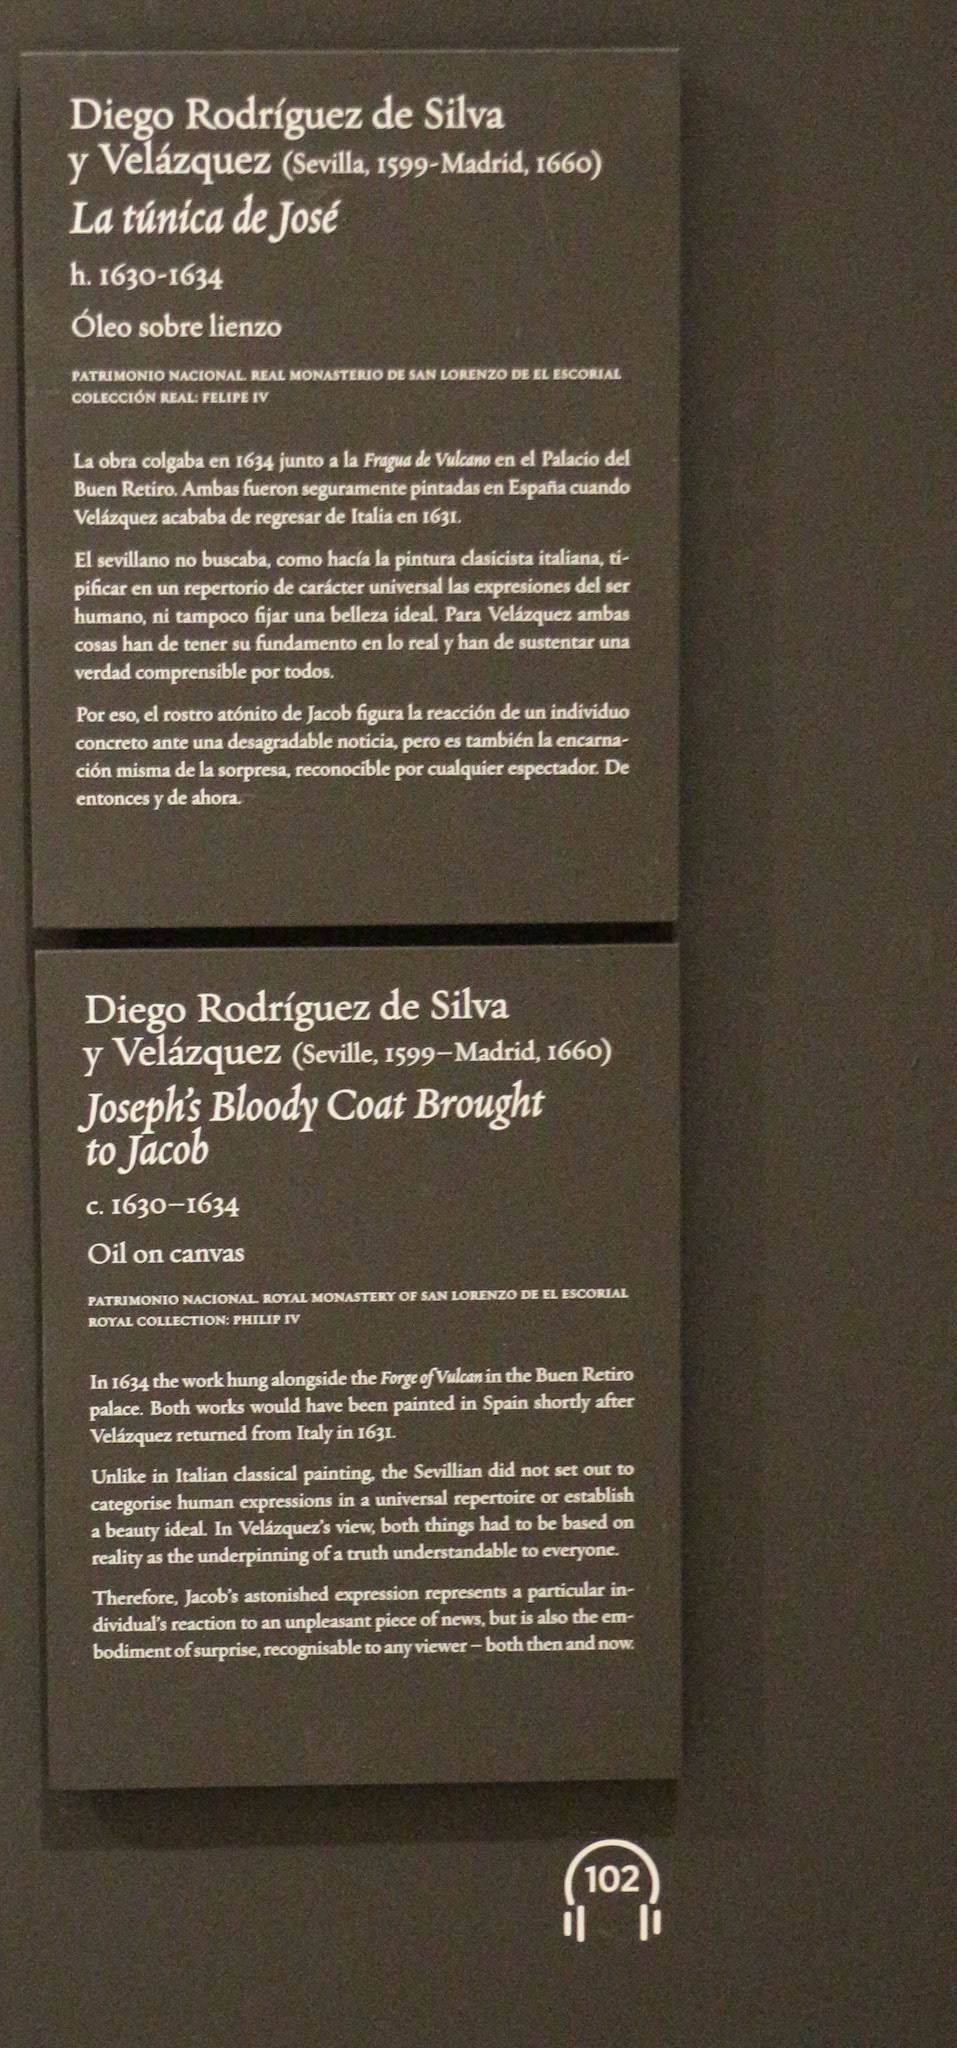 Diego Rodríguez de Silva
y Velázquez (Sevilla, 1599-Madrid, 1660)
La túnica de José
h. 1630-1634
Óleo sobre lienzo
PATRIMONIO NACIONAL. REAL MONASTERIO DE SAN LORENZO DE EL ESCORIAL
COLECCIÓN REAL: FELIPE IV
La obra colgaba en 1634 junto a la Fragua de Vulcano en el Palacio del
Buen Retiro. Ambas fueron seguramente pintadas en España cuando
Velázquez acababa de regresar de Italia en 1631.
El sevillano no buscaba, como hacía la pintura clasicista italiana, ti-
pificar en un repertorio de carácter universal las expresiones del ser
humano, ni tampoco fijar una belleza ideal. Para Velázquez ambas
cosas han de tener su fundamento en lo real y han de sustentar una
verdad comprensible por todos.
Por eso, el rostro atónito de Jacob figura la reacción de un individuo
concreto ante una desagradable noticia, pero es también la encarna-
ción misma de la sorpresa, reconocible por cualquier espectador. De
entonces y de ahora.
Diego Rodríguez de Silva
y Velázquez (Seville, 1599–Madrid, 1660)
Joseph's Bloody Coat Brought
to Jacob
c. 1630–1634
Oil on canvas
PATRIMONIO NACIONAL. ROYAL MONASTERY OF SAN LORENZO DE EL ESCORIAL
ROYAL COLLECTION: PHILIP IV
In 1634 the work hung alongside the Forge of Vulcan in the Buen Retiro
palace. Both works would have been painted in Spain shortly after
Velázquez returned from Italy in 1631.
Unlike in Italian classical painting, the Sevillian did not set out to
categorise human expressions in a universal repertoire or establish
a beauty ideal. In Velázquez's view, both things had to be based on
reality as the underpinning of a truth understandable to everyone.
Therefore, Jacob's astonished expression represents a particular in-
dividual's reaction to an unpleasant piece of news, but is also the em-
bodiment of surprise, recognisable to any viewer – both then and now.
102